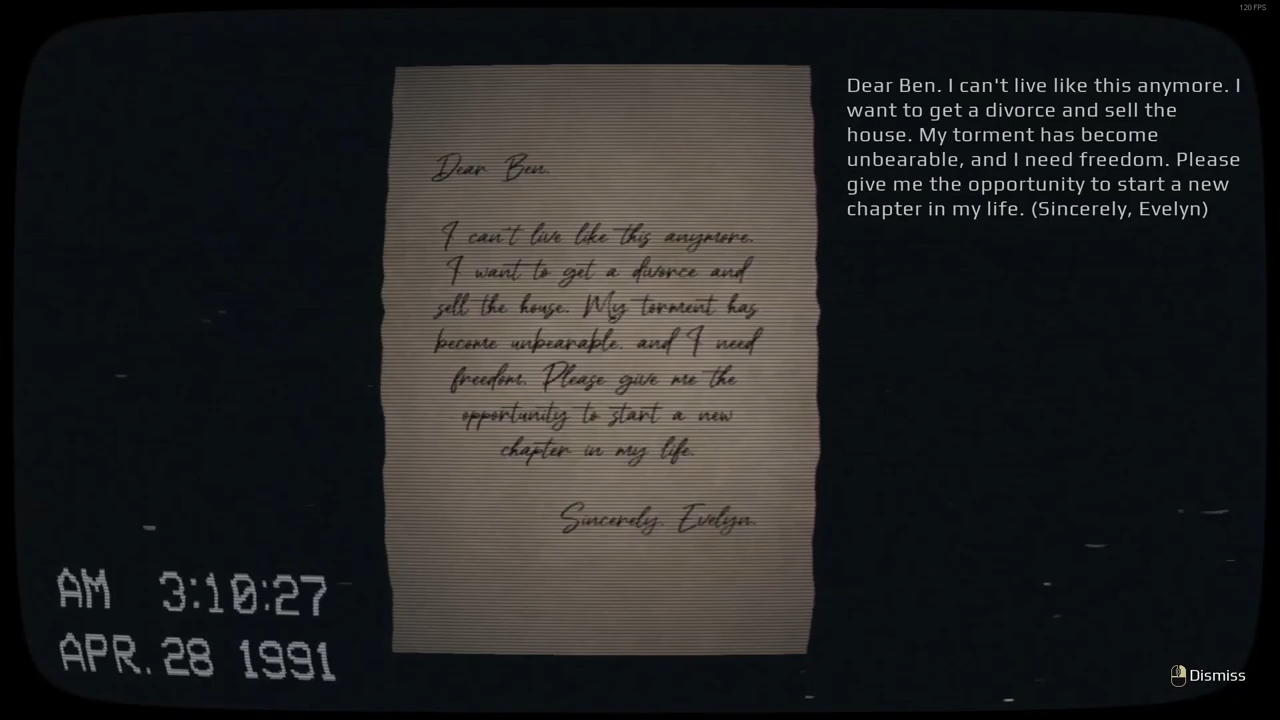 120 FPS
Dear Ben.
I can't live like this anymore.
I want to get a divorce and
sell the house. My torment has
become unbearable. and I need
freedom. Please give me the
opportunity to start a new
chapter in my life.
Sincerely. Evelyn.
Dear Ben. I can't live like this anymore. I
want to get a divorce and sell the
house. My torment has become
unbearable, and I need freedom. Please
give me the opportunity to start a new
chapter in my life. (Sincerely, Evelyn)
AM 3:10:27
APR. 28 1991
Dismiss